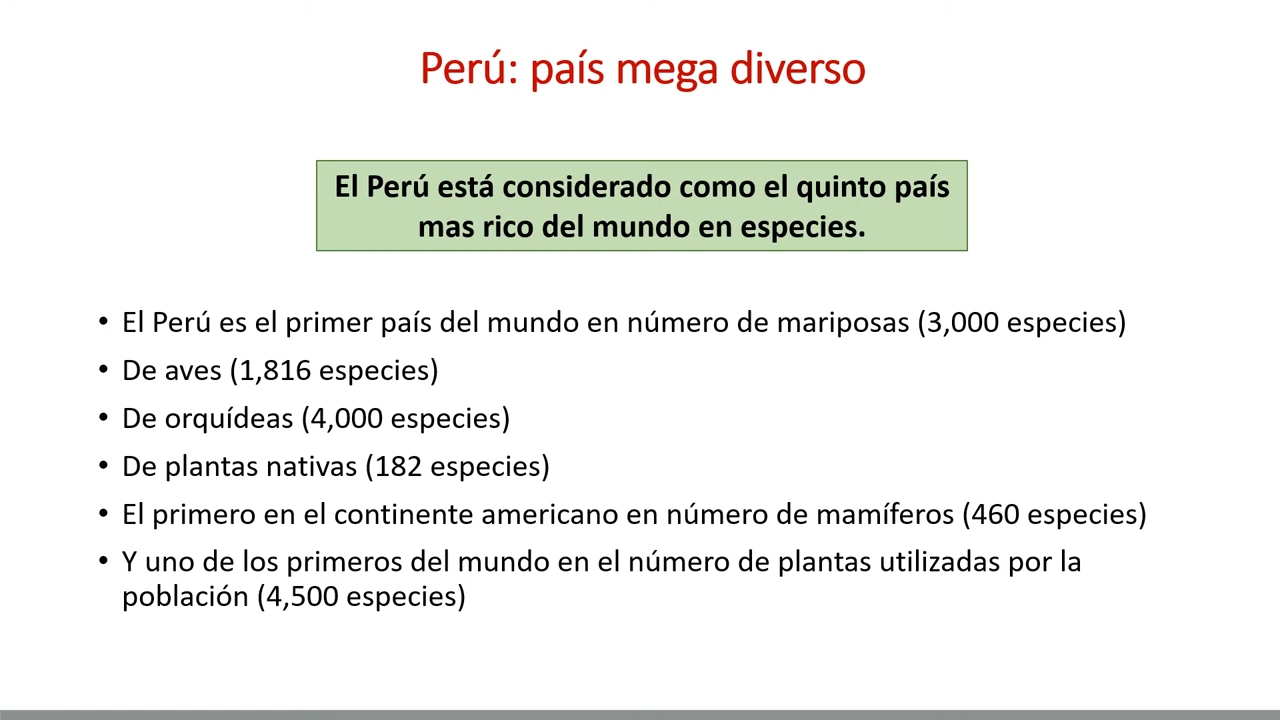 Perú: país mega diverso
El Perú está considerado como el quinto país
mas rico del mundo en especies.
• El Perú es el primer país del mundo en número de mariposas (3,000 especies)
• De aves (1,816 especies)
• De orquídeas (4,000 especies)
• De plantas nativas (182 especies)
• El primero en el continente americano en número de mamíferos (460 especies)
• Y uno de los primeros del mundo en el número de plantas utilizadas por la
población (4,500 especies)